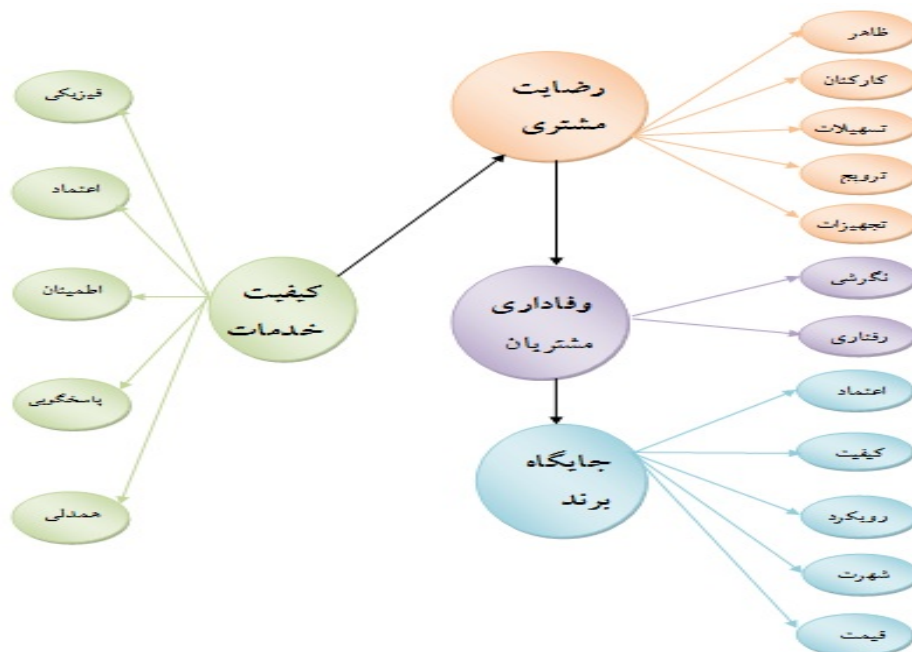 ظاهر
کارکنان
تسهیلات
ترویج
تجهیزات
رضایت
مشتری
فیزیکی
اعتماد
اطمینان
پاسخگویی
همدلی
کیفیت
خدمات
نگرشی
رفتاری
وفاداری
مشتریان
اعتماد
کیفیت
رویکرد
شهرت
قیمت
جایگاه
برند